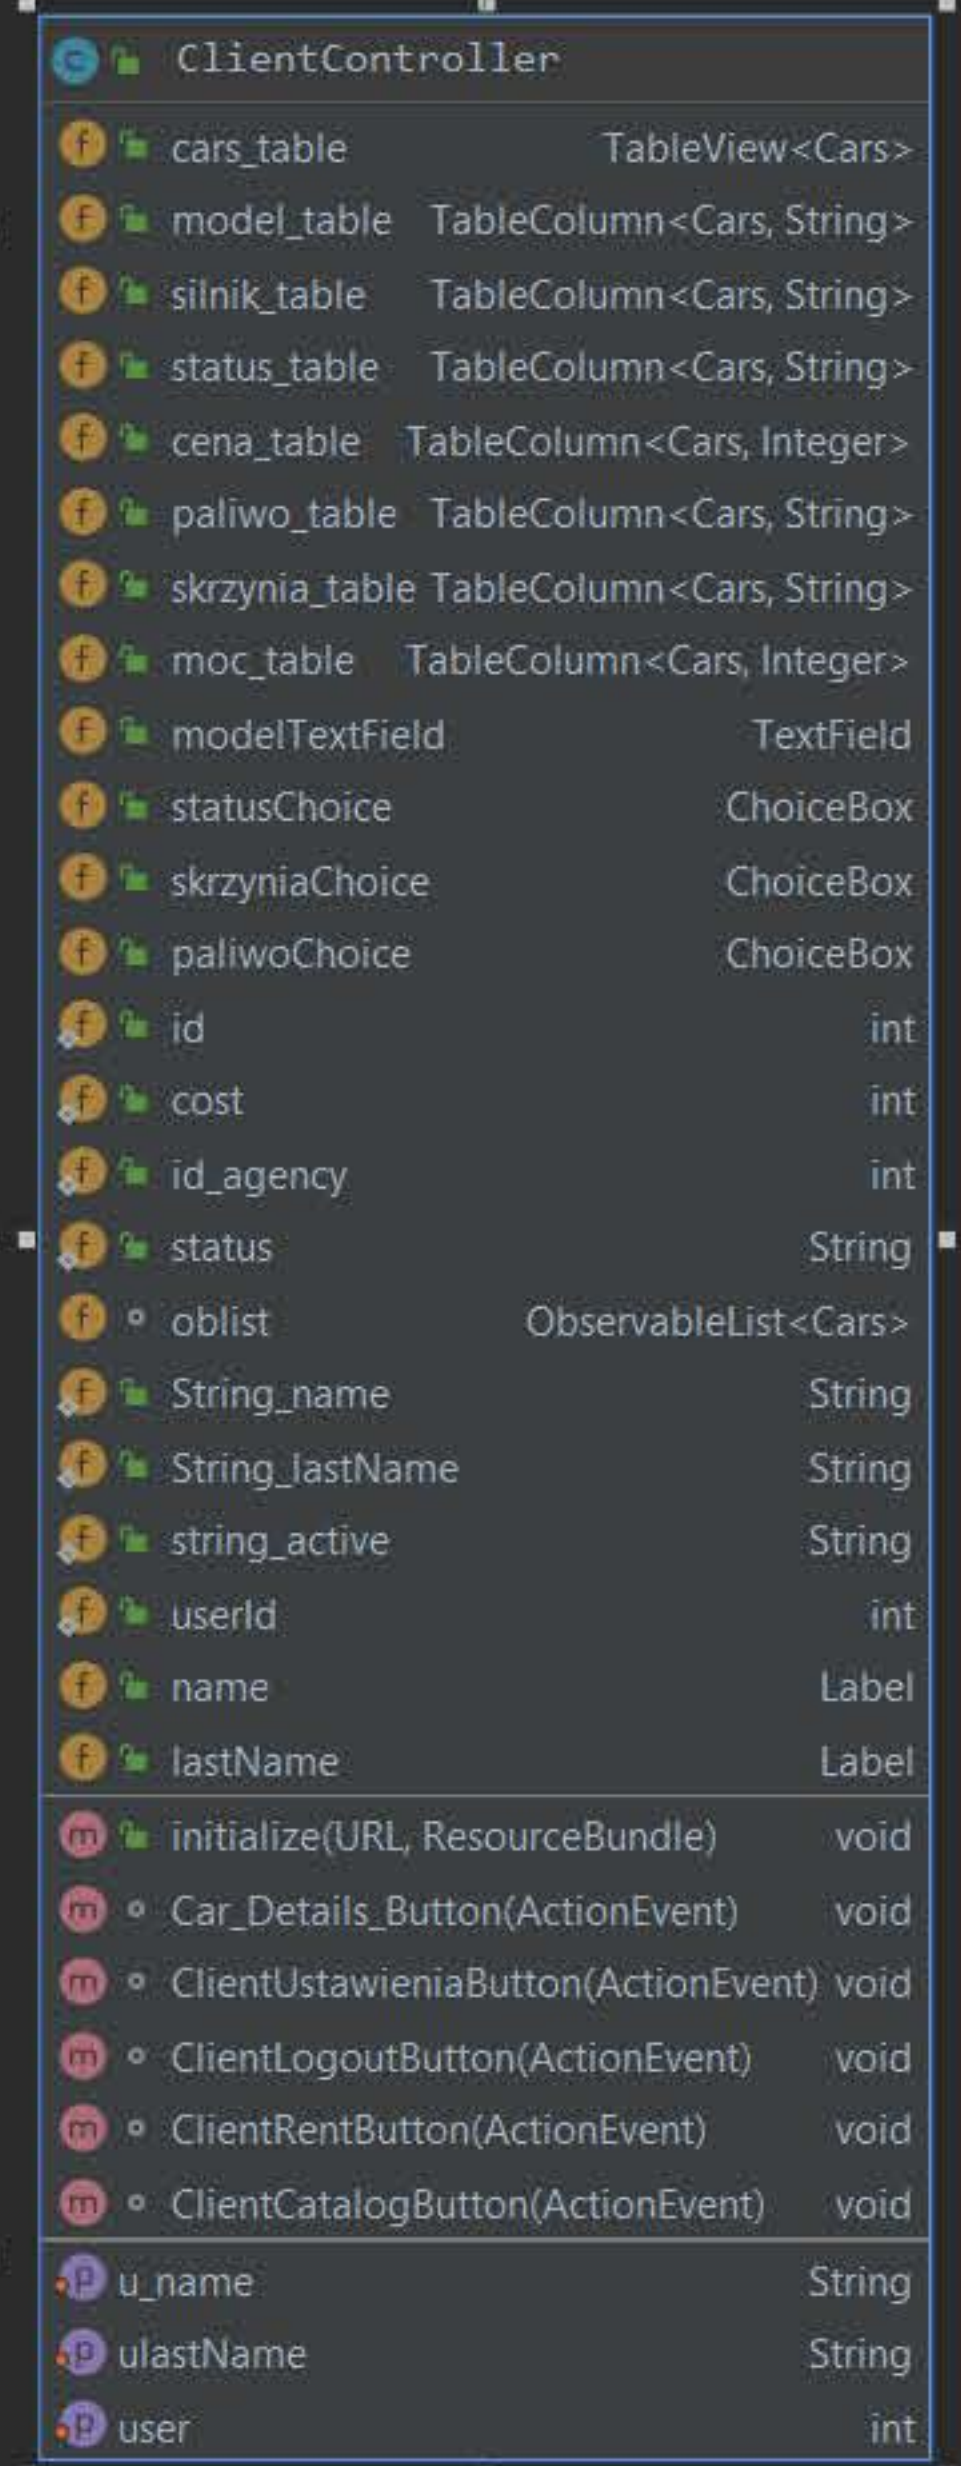 ClientController
cars_table TableView<Cars>
model_table TableColumn<Cars, String>
silnik_table TableColumn<Cars, String>
status_table TableColumn<Cars, String>
cena_table TableColumn<Cars, Integer>
paliwo_table TableColumn<Cars, String>
skrzynia_table TableColumn<Cars, String>
moc_table TableColumn<Cars, Integer>
modelTextField TextField
statusChoice ChoiceBox
skrzyniaChoice ChoiceBox
paliwoChoice ChoiceBox
id int
cost int
id_agency int
status String
oblist ObservableList<Cars>
String_name String
String_lastName String
string_active String
userId int
name Label
lastName Label
initialize(URL, ResourceBundle) void
Car_Details_Button(ActionEvent) void
ClientUstawieniaButton(ActionEvent) void
ClientLogoutButton(ActionEvent) void
ClientRentButton(ActionEvent) void
ClientCatalogButton(ActionEvent) void
u_name String
ulastName String
user int